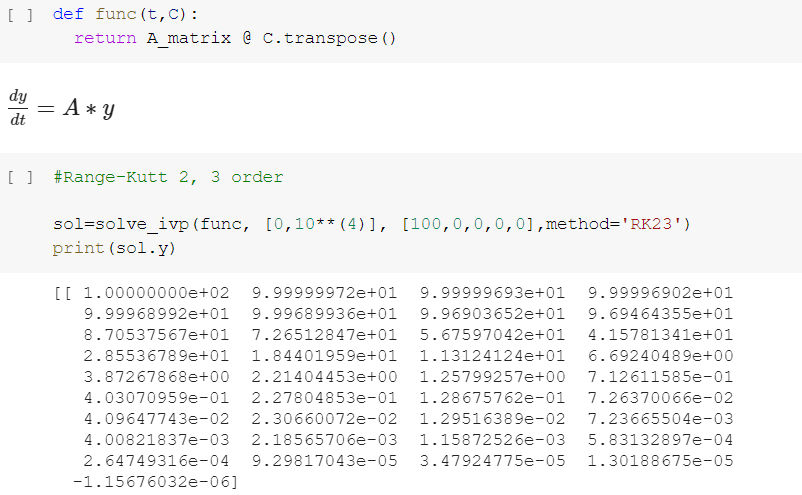 [ ] def func(t,C):
return A_matrix @ C.transpose()
dy/dt = A * y
[ ] #Range-Kutt 2, 3 order
sol=solve_ivp(func, [0,10**(4)], [100,0,0,0,0],method='RK23')
print(sol.y)
[[ 1.00000000e+02 9.99999972e+01 9.99999693e+01 9.99996902e+01
9.99968992e+01 9.99689936e+01 9.96903652e+01 9.69464355e+01
8.70537567e+01 7.26512847e+01 5.67597042e+01 4.15781341e+01
2.85536789e+01 1.84401959e+01 1.13124124e+01 6.69240489e+00
3.87267868e+00 2.21404453e+00 1.25799257e+00 7.12611585e-01
4.03070959e-01 2.27804853e-01 1.28675762e-01 7.26370066e-02
4.09647743e-02 2.30660072e-02 1.29516389e-02 7.23665504e-03
4.00821837e-03 2.18565706e-03 1.15872526e-03 5.83132897e-04
2.64749316e-04 9.29817043e-05 3.47924775e-05 1.30188675e-05
-1.15676032e-06]